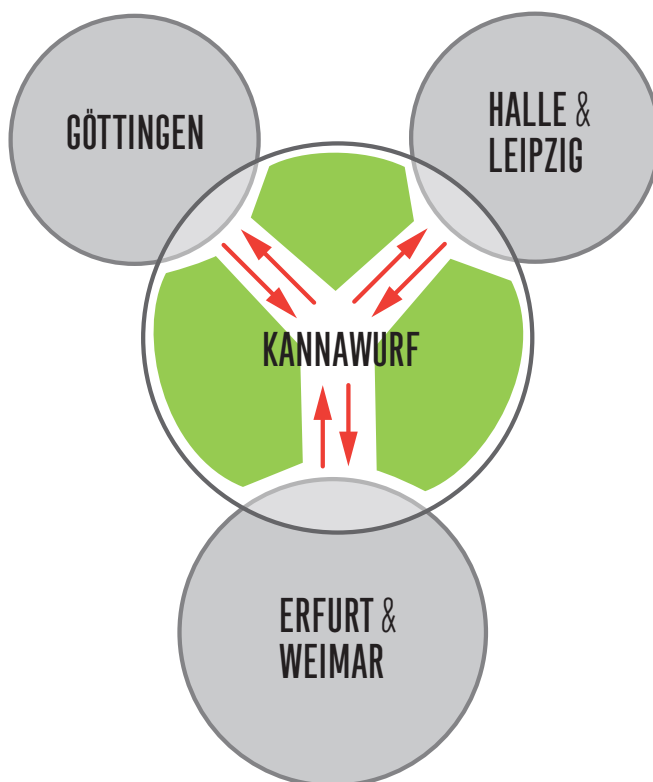 GÖTTINGEN
HALLE &
LEIPZIG
KANNAWURF
ERFURT &
WEIMAR